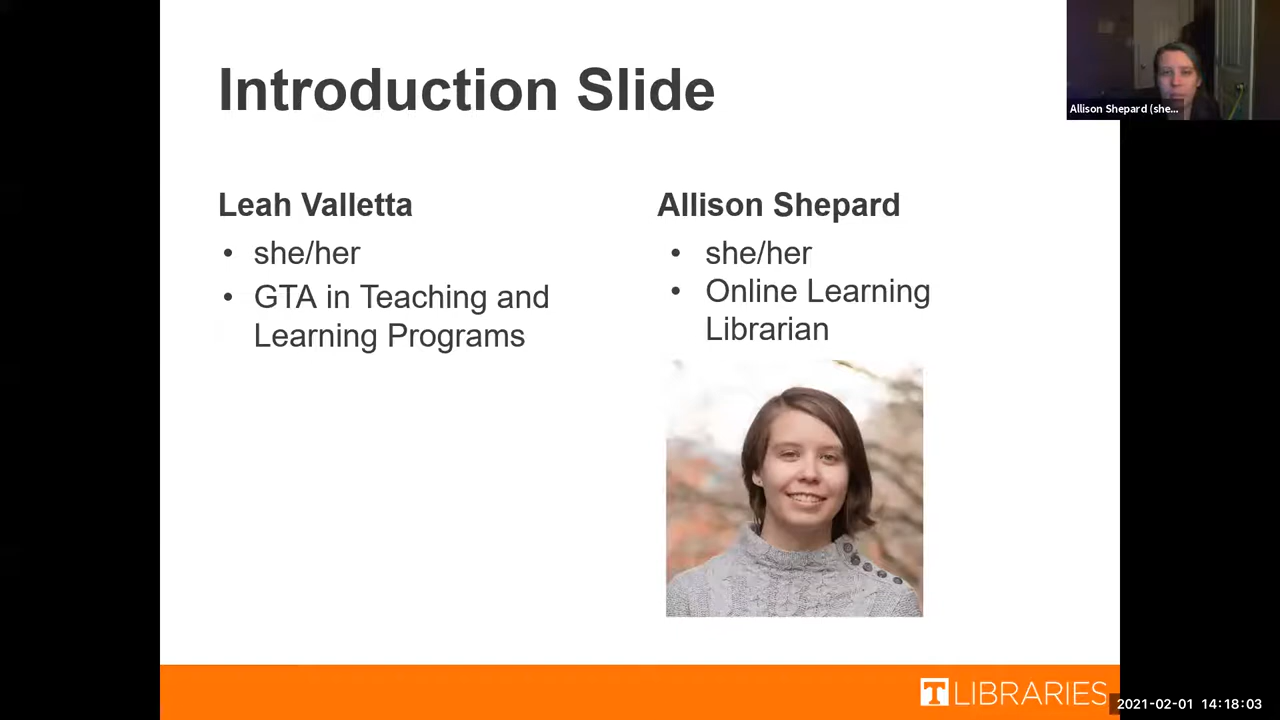 Introduction Slide
Leah Valletta
• she/her
• GTA in Teaching and
Learning Programs
Allison Shepard
• she/her
• Online Learning
Librarian
Allison Shepard (she...
T LIBRARIES
2021-02-01 14:18:03